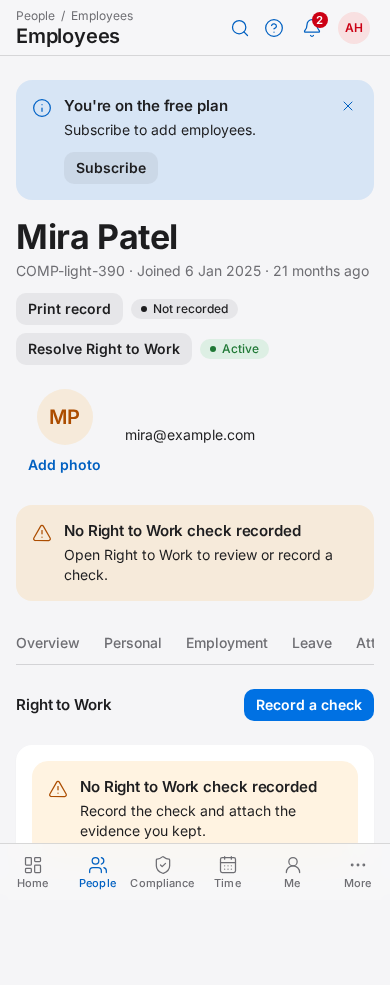 People / Employees
Employees
2
AH
You're on the free plan
Subscribe to add employees.
Subscribe
Mira Patel
COMP-light-390 · Joined 6 Jan 2025 · 21 months ago
Print record
Not recorded
Resolve Right to Work
Active
MP
mira@example.com
Add photo
No Right to Work check recorded
Open Right to Work to review or record a
check.
Overview Personal Employment Leave Att
Right to Work
Record a check
No Right to Work check recorded
Record the check and attach the
evidence you kept.
Home People Compliance Time Me More